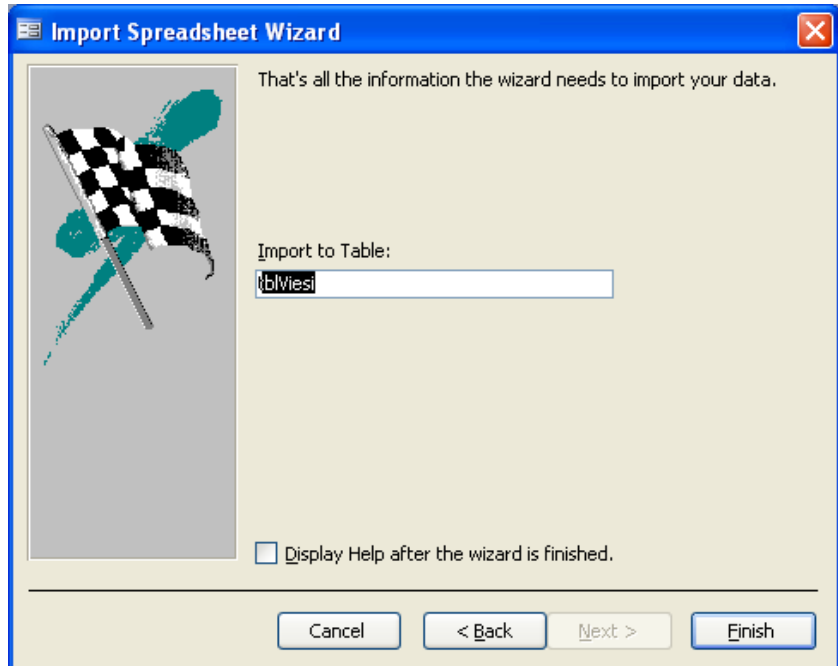 Import Spreadsheet Wizard
That's all the information the wizard needs to import your data.
Import to Table:
tblViesi
Display Help after the wizard is finished.
Cancel
< Back
Next >
Finish